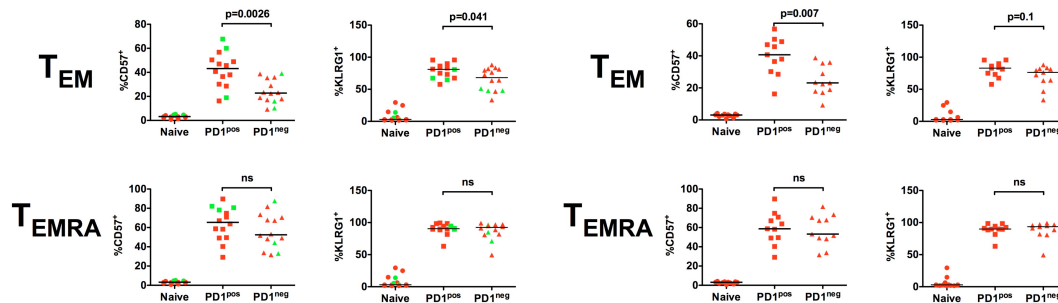 p=0.0026
p=0.041
p=0.007
p=0.1
T_EM
%CD57+
80
60
40
20
0
Naive PD1pos PD1neg
%KLRG1+
150
100
50
0
Naive PD1pos PD1neg
T_EM
%CD57+
60
40
20
0
Naive PD1pos PD1neg
%KLRG1+
150
100
50
0
Naive PD1pos PD1neg
ns
ns
ns
ns
T_EMRA
%CD57+
100
80
60
40
20
0
Naive PD1pos PD1neg
%KLRG1+
150
100
50
0
Naive PD1pos PD1neg
T_EMRA
%CD57+
100
80
60
40
20
0
Naive PD1pos PD1neg
%KLRG1+
150
100
50
0
Naive PD1pos PD1neg